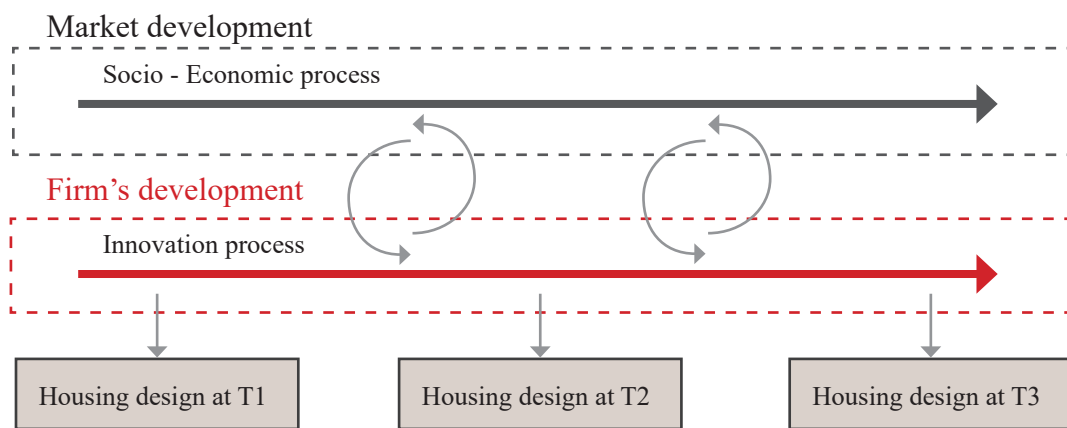 Market development
Socio - Economic process
Firm’s development
Innovation process
Housing design at T1
Housing design at T2
Housing design at T3